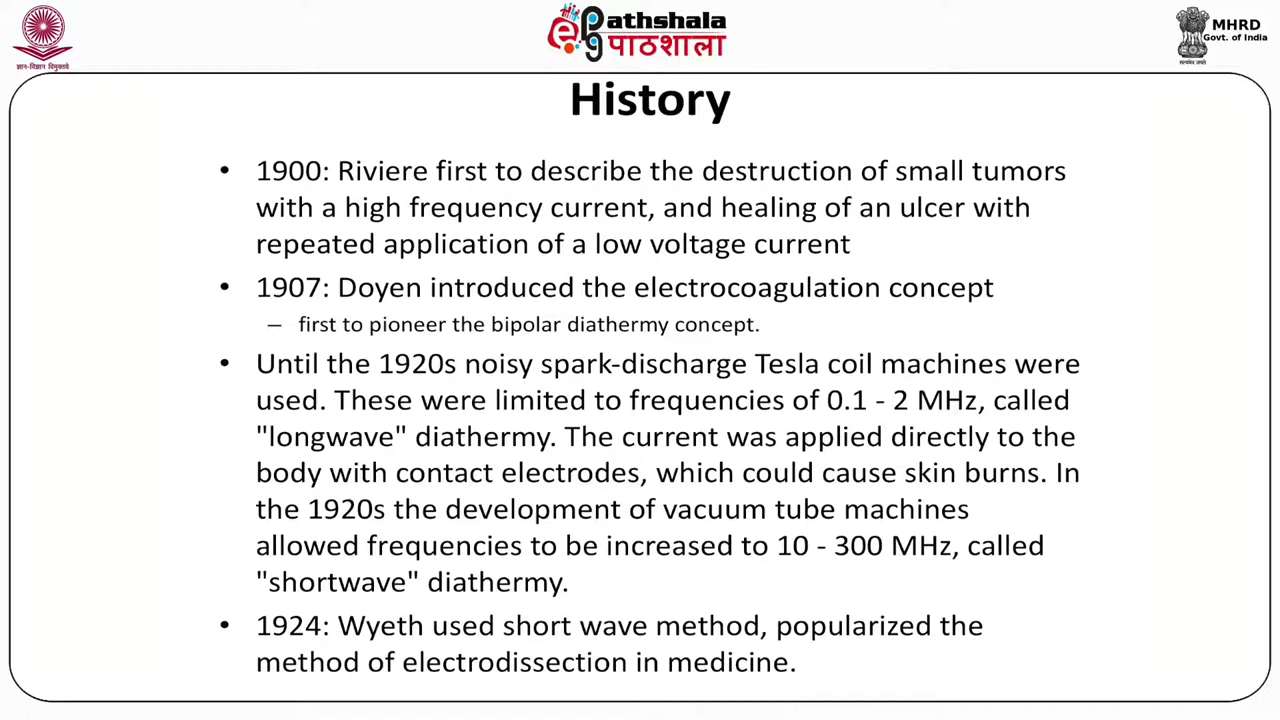 ज्ञान-विज्ञान विमुक्तये
ePathshala
पाठशाला
MHRD
Govt. of India
सत्यमेव जयते
History
• 1900: Riviere first to describe the destruction of small tumors
with a high frequency current, and healing of an ulcer with
repeated application of a low voltage current
• 1907: Doyen introduced the electrocoagulation concept
– first to pioneer the bipolar diathermy concept.
• Until the 1920s noisy spark-discharge Tesla coil machines were
used. These were limited to frequencies of 0.1 - 2 MHz, called
"longwave" diathermy. The current was applied directly to the
body with contact electrodes, which could cause skin burns. In
the 1920s the development of vacuum tube machines
allowed frequencies to be increased to 10 - 300 MHz, called
"shortwave" diathermy.
• 1924: Wyeth used short wave method, popularized the
method of electrodissection in medicine.